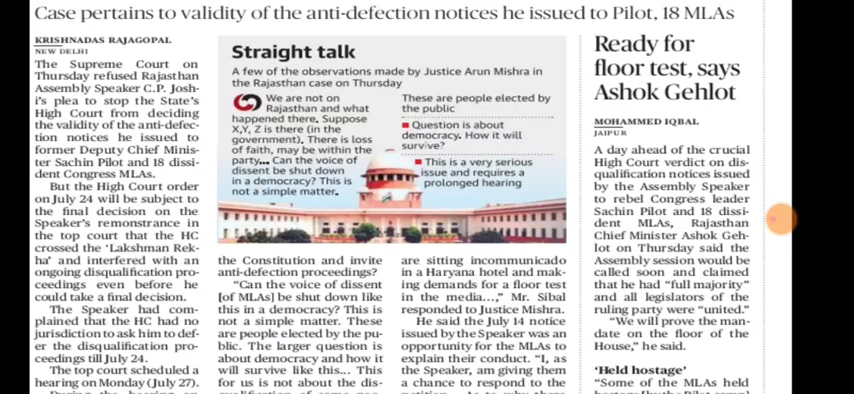 Case pertains to validity of the anti-defection notices he issued to Pilot, 18 MLAs
KRISHNADAS RAJAGOPAL
NEW DELHI
The Supreme Court on
Thursday refused Rajasthan
Assembly Speaker C.P. Josh-
i's plea to stop the State's
High Court from deciding
the validity of the anti-defec-
tion notices he issued to
former Deputy Chief Minis-
ter Sachin Pilot and 18 dissi-
dent Congress MLAs.
But the High Court order
on July 24 will be subject to
the final decision on the
Speaker's remonstrance in
the top court that the HC
crossed the 'Lakshman Rek-
ha' and interfered with an
ongoing disqualification pro-
ceedings even before he
could take a final decision.
The Speaker had com-
plained that the HC had no
jurisdiction to ask him to def-
er the disqualification pro-
ceedings till July 24.
The top court scheduled a
hearing on Monday (July 27).
During the hearing on
Straight talk
A few of the observations made by Justice Arun Mishra in
the Rajasthan case on Thursday
We are not on
Rajasthan and what
happened there. Suppose
X,Y, Z is there (in the
government). There is loss
of faith, may be within the
party... Can the voice of
dissent be shut down
in a democracy? This is
not a simple matter.
These are people elected by
the public
■ Question is about
democracy. How it will
survive?
■ This is a very serious
issue and requires a
prolonged hearing
the Constitution and invite
anti-defection proceedings?
"Can the voice of dissent
[of MLAs] be shut down like
this in a democracy? This is
not a simple matter. These
are people elected by the pu-
blic. The larger question is
about democracy and how it
will survive like this... This
for us is not about the dis-
are sitting incommunicado
in a Haryana hotel and mak-
ing demands for a floor test
in the media...," Mr. Sibal
responded to Justice Mishra.
He said the July 14 notice
issued by the Speaker was an
opportunity for the MLAs to
explain their conduct. "I, as
the Speaker, am giving them
a chance to respond to the
Ready for
floor test, says
Ashok Gehlot
MOHAMMED IQBAL
JAIPUR
A day ahead of the crucial
High Court verdict on dis-
qualification notices issued
by the Assembly Speaker
to rebel Congress leader
Sachin Pilot and 18 dissi-
dent MLAs, Rajasthan
Chief Minister Ashok Geh-
lot on Thursday said the
Assembly session would be
called soon and claimed
that he had "full majority"
and all legislators of the
ruling party were "united."
"We will prove the man-
date on the floor of the
House," he said.
'Held hostage'
"Some of the MLAs held